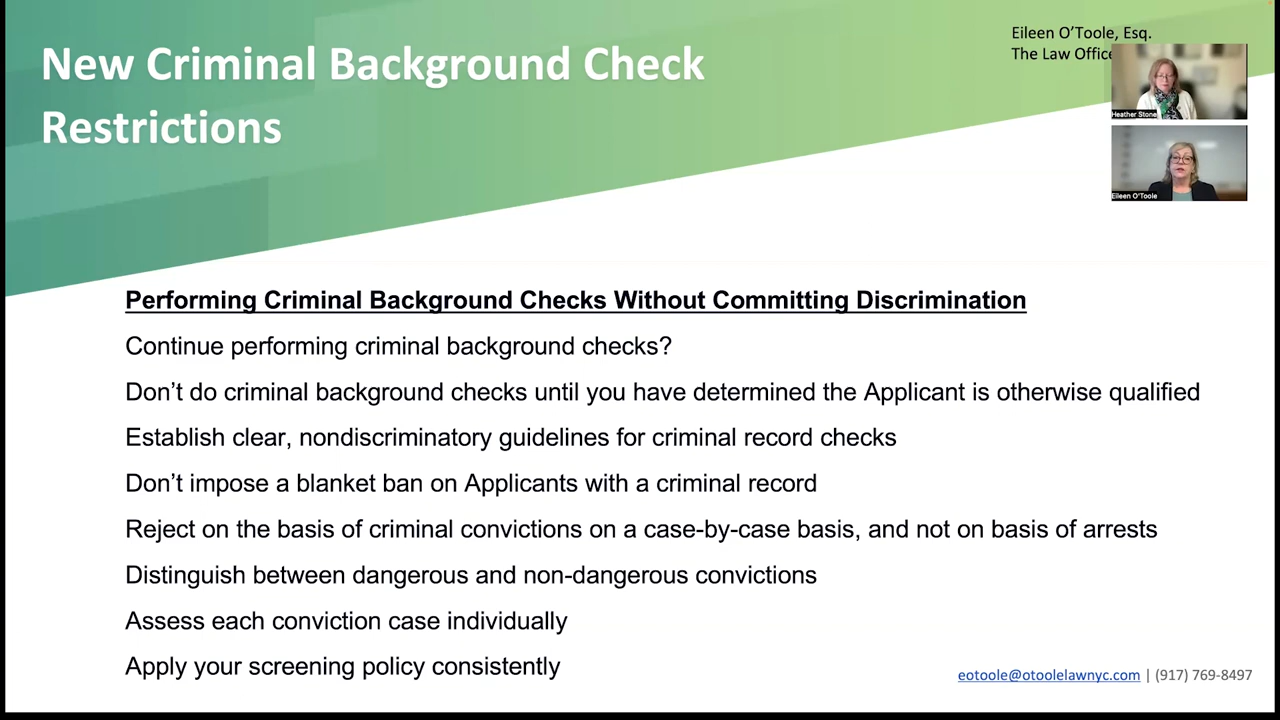 New Criminal Background Check
Restrictions
Eileen O’Toole, Esq.
The Law Office
Heather Stone
Eileen O'Toole
Performing Criminal Background Checks Without Committing Discrimination
Continue performing criminal background checks?
Don’t do criminal background checks until you have determined the Applicant is otherwise qualified
Establish clear, nondiscriminatory guidelines for criminal record checks
Don’t impose a blanket ban on Applicants with a criminal record
Reject on the basis of criminal convictions on a case-by-case basis, and not on basis of arrests
Distinguish between dangerous and non-dangerous convictions
Assess each conviction case individually
Apply your screening policy consistently
eotoole@otoolelawnyc.com | (917) 769-8497